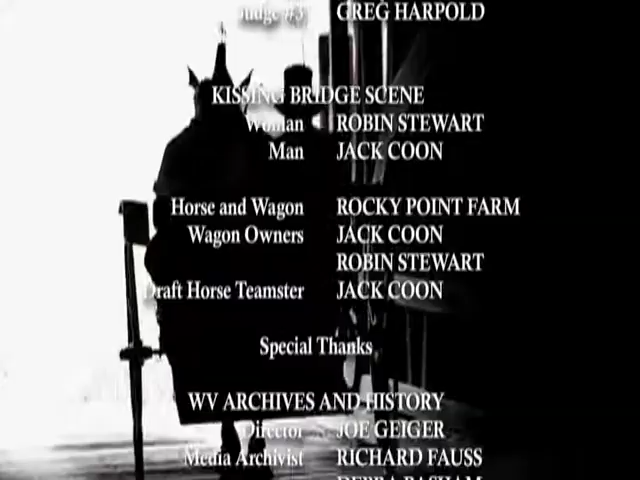 Judge #3 GREG HARPOLD
KISSING BRIDGE SCENE
Woman ROBIN STEWART
Man JACK COON
Horse and Wagon ROCKY POINT FARM
Wagon Owners JACK COON
ROBIN STEWART
Draft Horse Teamster JACK COON
Special Thanks
WV ARCHIVES AND HISTORY
Director JOE GEIGER
Media Archivist RICHARD FAUSS
DEBRA BASHAM